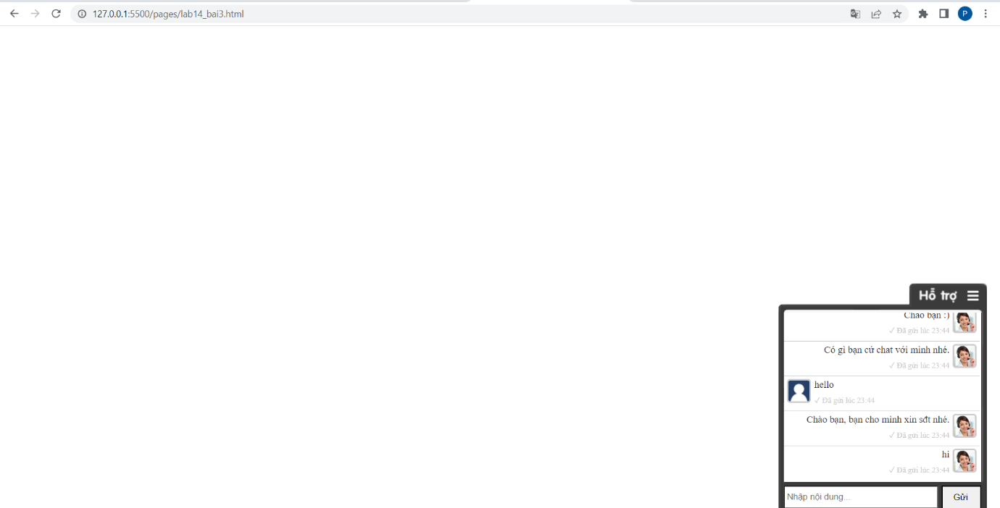 127.0.0.1:5500/pages/lab14_bai3.html
P
Hỗ trợ
Chào bạn :)
✓ Đã gửi lúc 23:44
Có gì bạn cứ chat với mình nhé.
✓ Đã gửi lúc 23:44
hello
✓ Đã gửi lúc 23:44
Chào bạn, bạn cho mình xin sđt nhé.
✓ Đã gửi lúc 23:44
hi
✓ Đã gửi lúc 23:44
Nhập nội dung...
Gửi